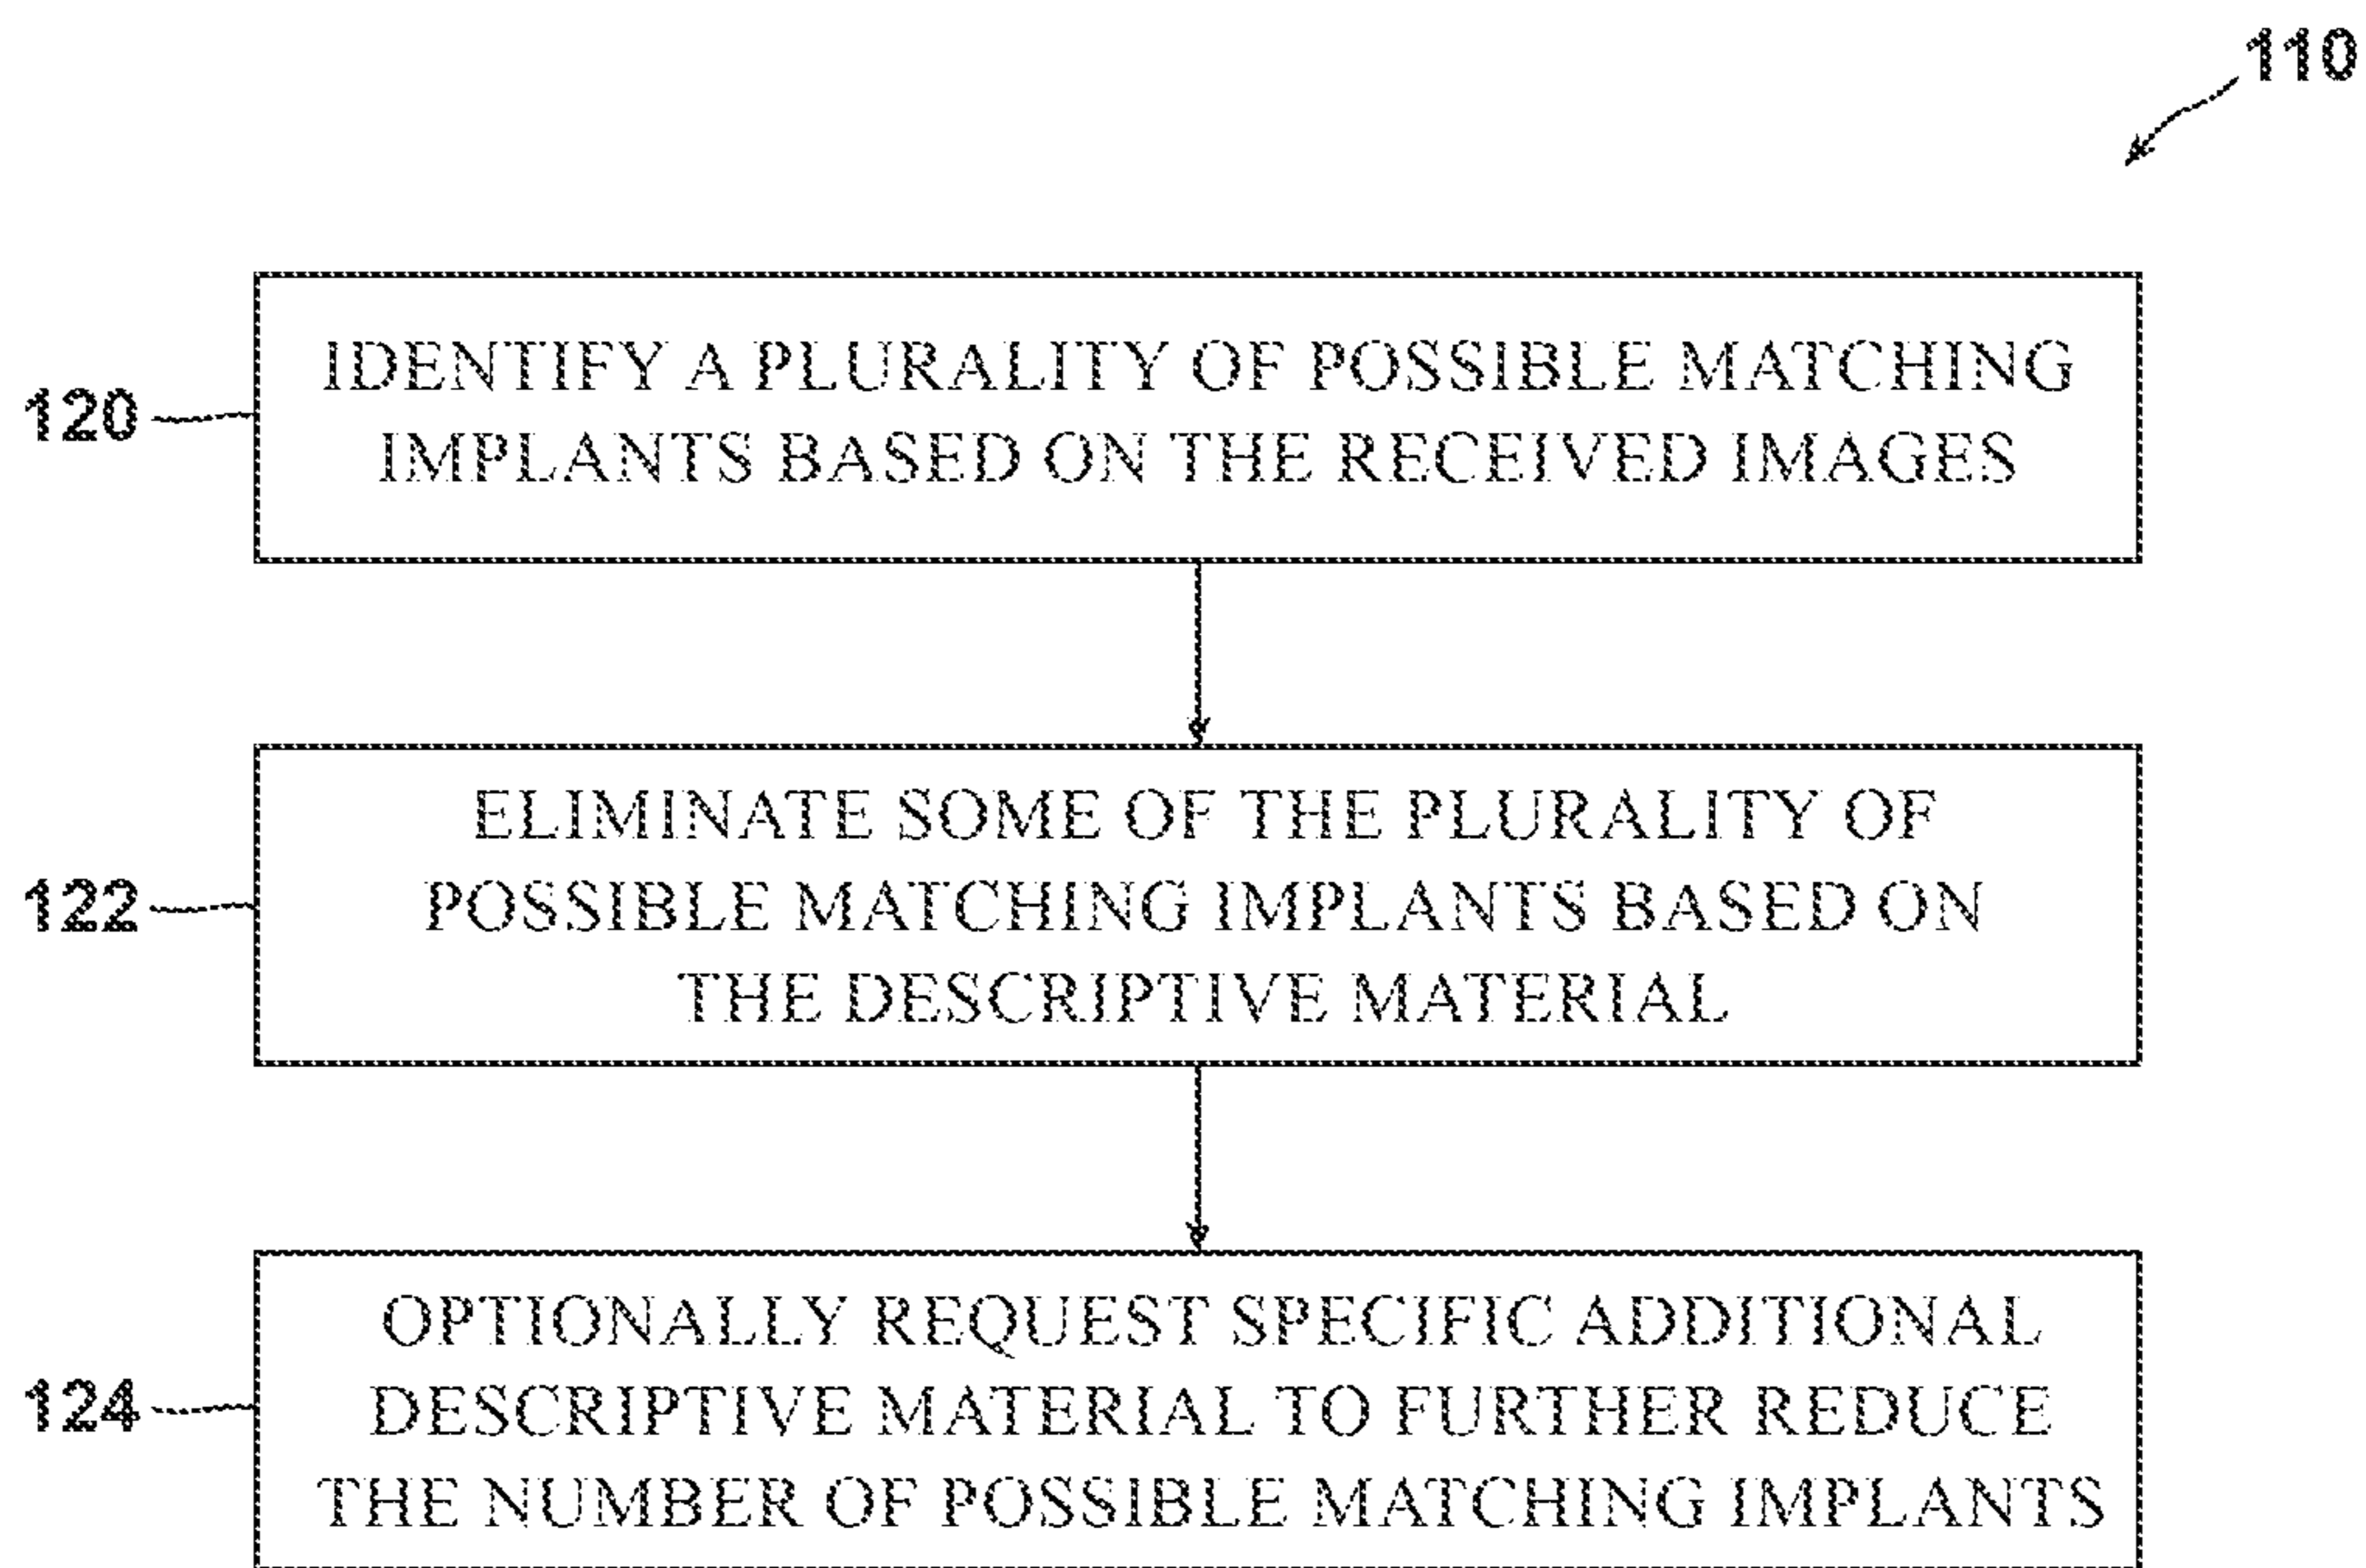 110
120
IDENTIFY A PLURALITY OF POSSIBLE MATCHING
IMPLANTS BASED ON THE RECEIVED IMAGES
122
ELIMINATE SOME OF THE PLURALITY OF
POSSIBLE MATCHING IMPLANTS BASED ON
THE DESCRIPTIVE MATERIAL
124
OPTIONALLY REQUEST SPECIFIC ADDITIONAL
DESCRIPTIVE MATERIAL TO FURTHER REDUCE
THE NUMBER OF POSSIBLE MATCHING IMPLANTS